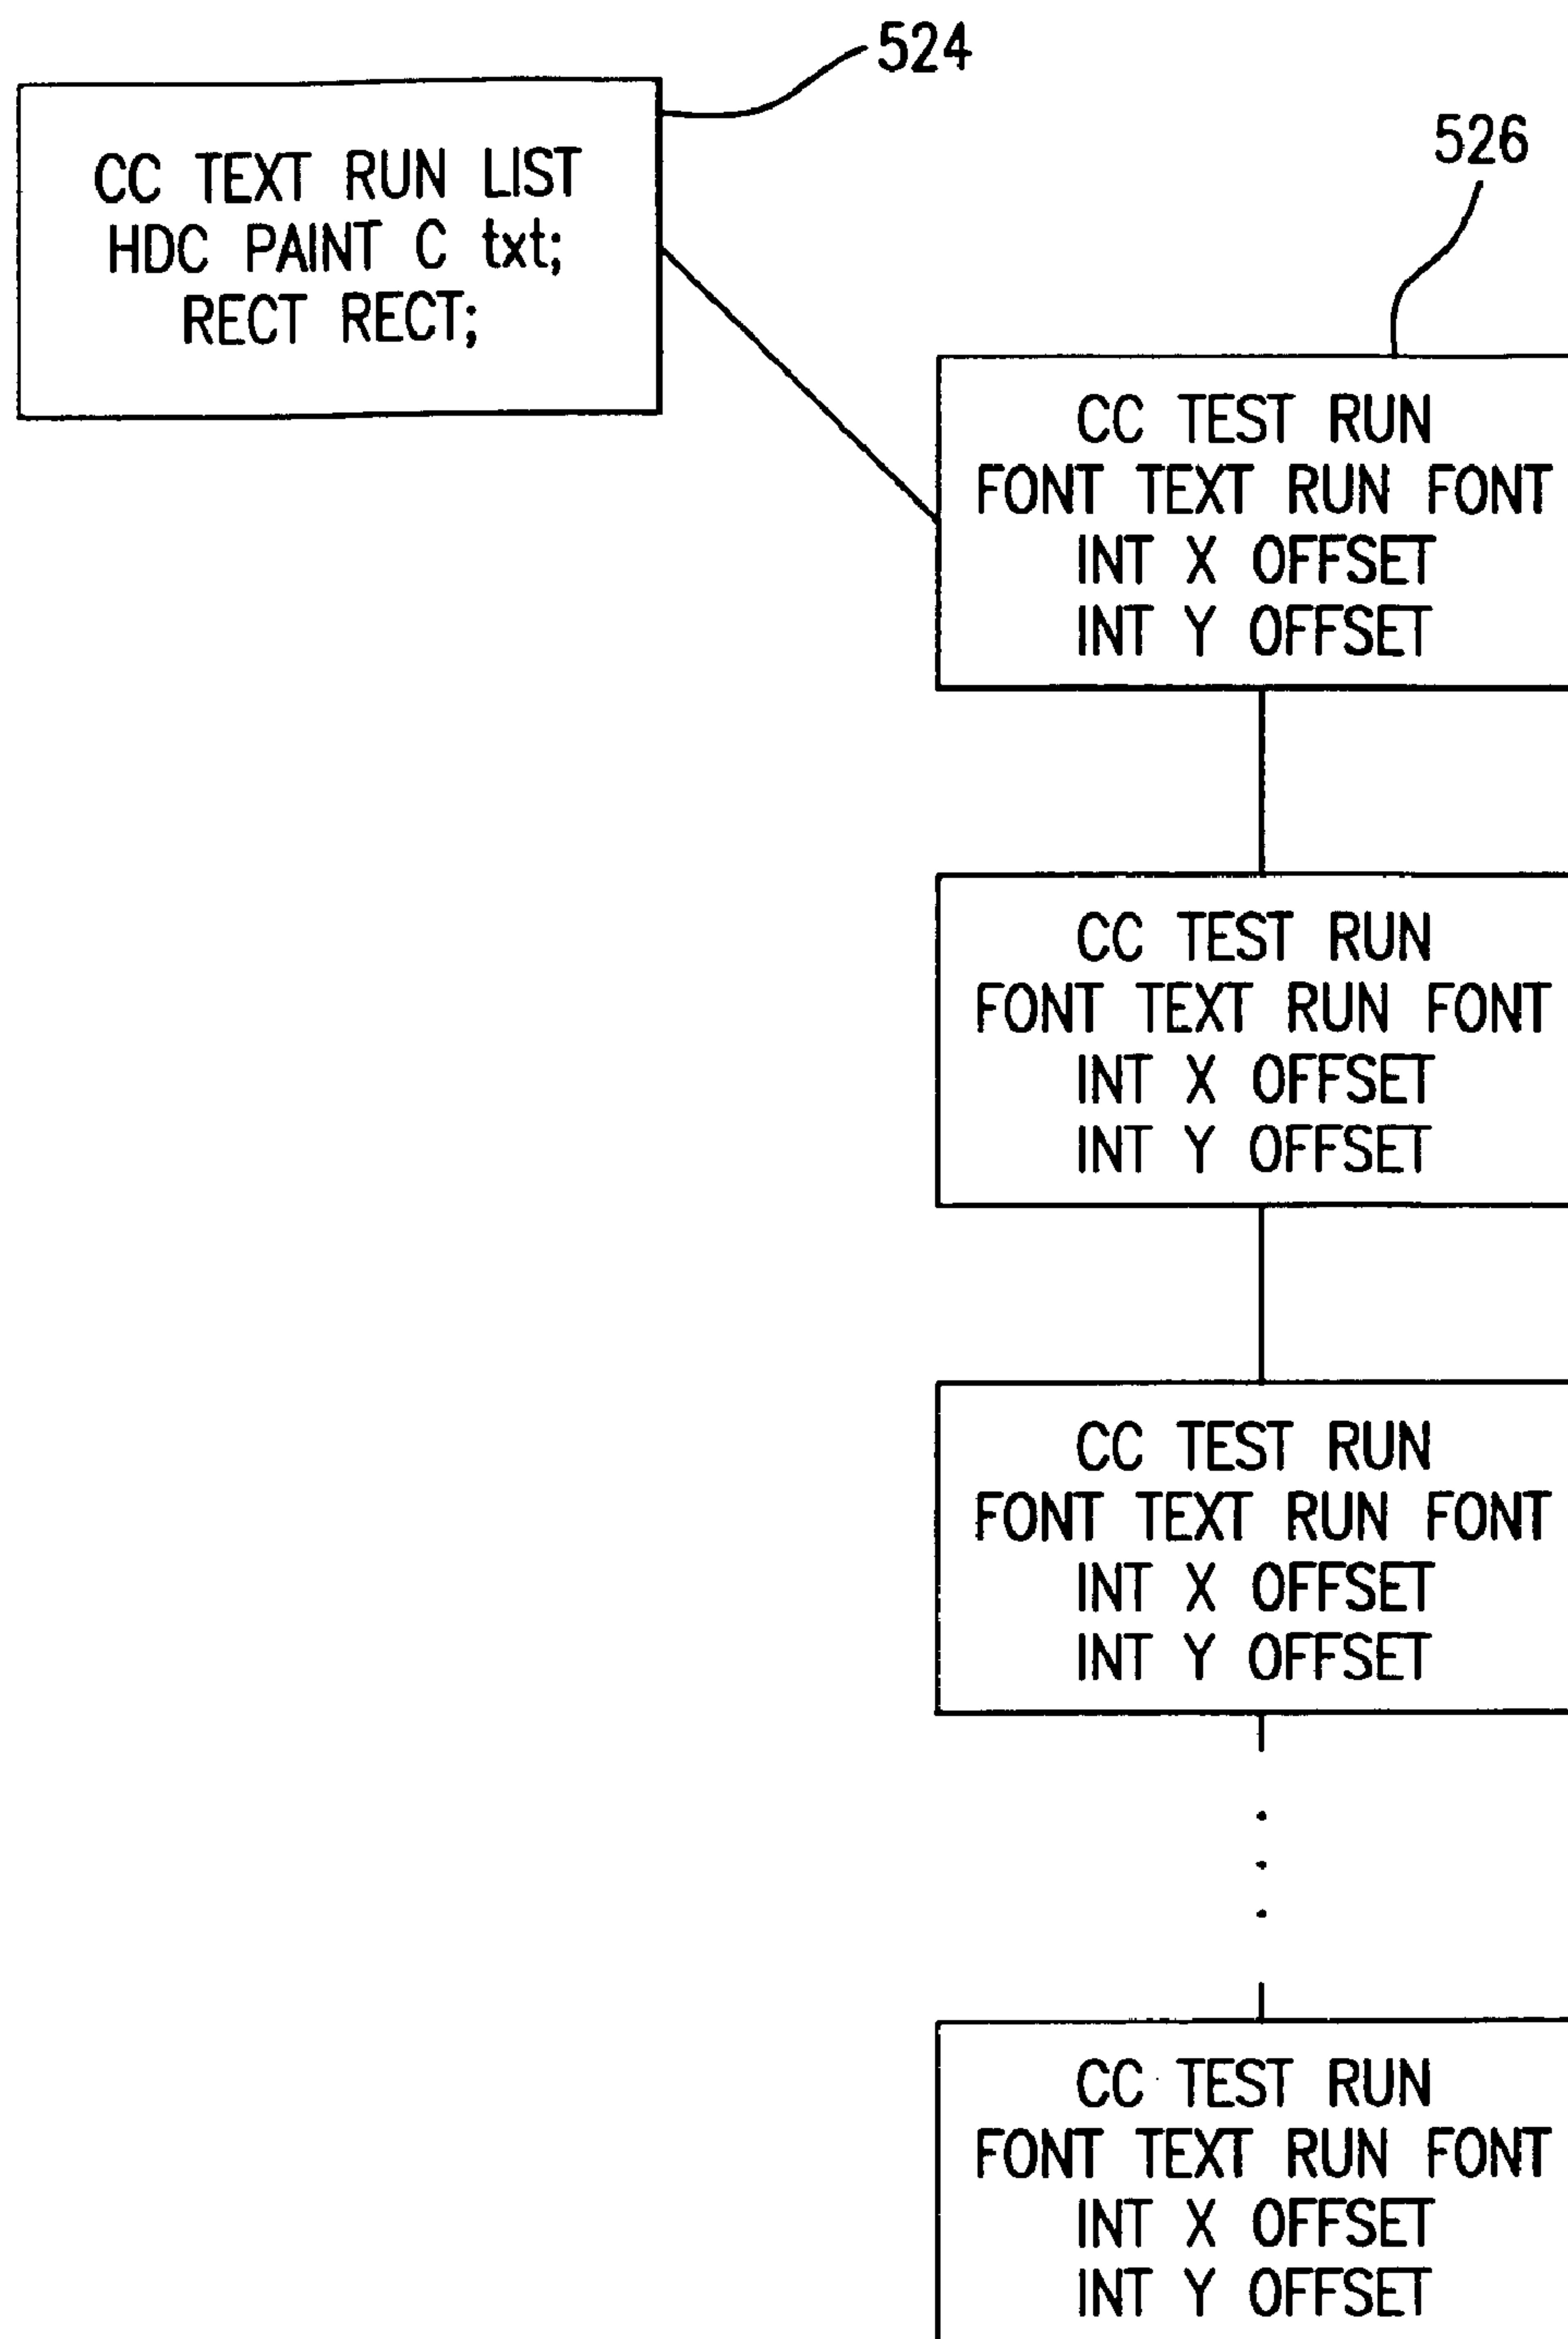 524
CC TEXT RUN LIST
HDC PAINT C txt;
RECT RECT;
526
CC TEST RUN
FONT TEXT RUN FONT
INT X OFFSET
INT Y OFFSET
CC TEST RUN
FONT TEXT RUN FONT
INT X OFFSET
INT Y OFFSET
CC TEST RUN
FONT TEXT RUN FONT
INT X OFFSET
INT Y OFFSET
CC TEST RUN
FONT TEXT RUN FONT
INT X OFFSET
INT Y OFFSET